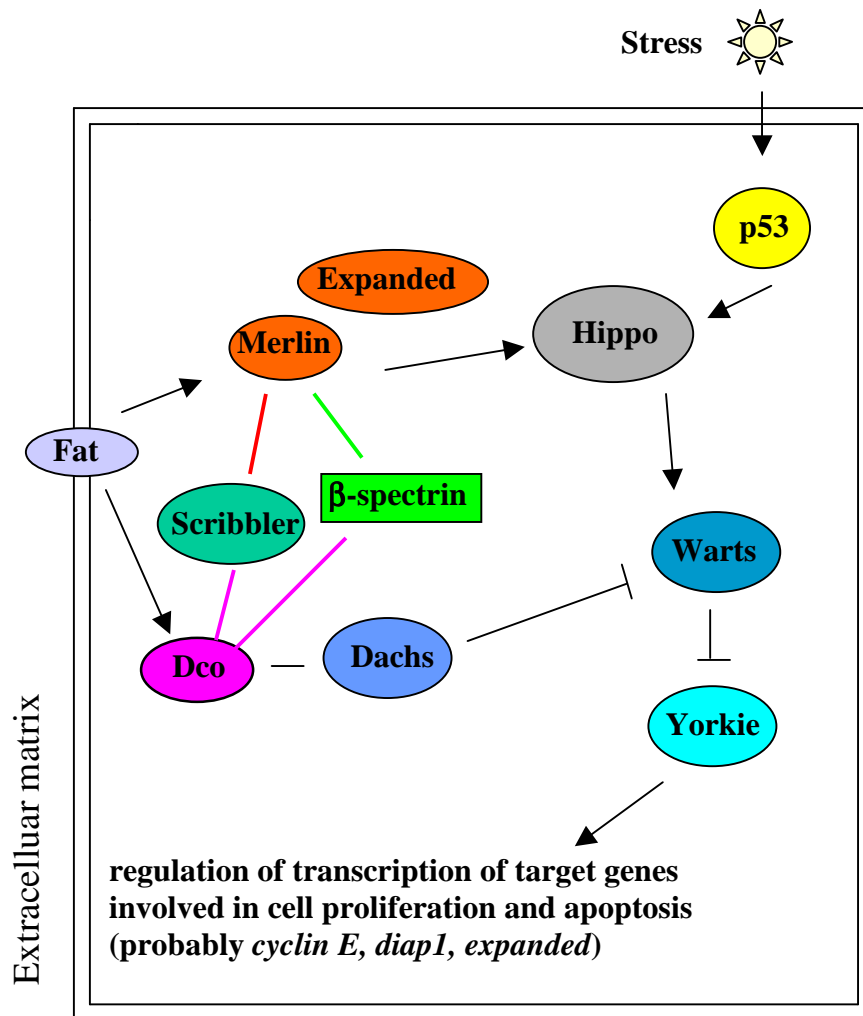 Stress
p53
Expanded
Merlin
Hippo
Fat
β-spectrin
Scribbler
Warts
Dco
Dachs
Yorkie
regulation of transcription of target genes
involved in cell proliferation and apoptosis
(probably cyclin E, diap1, expanded)
Extracelluar matrix